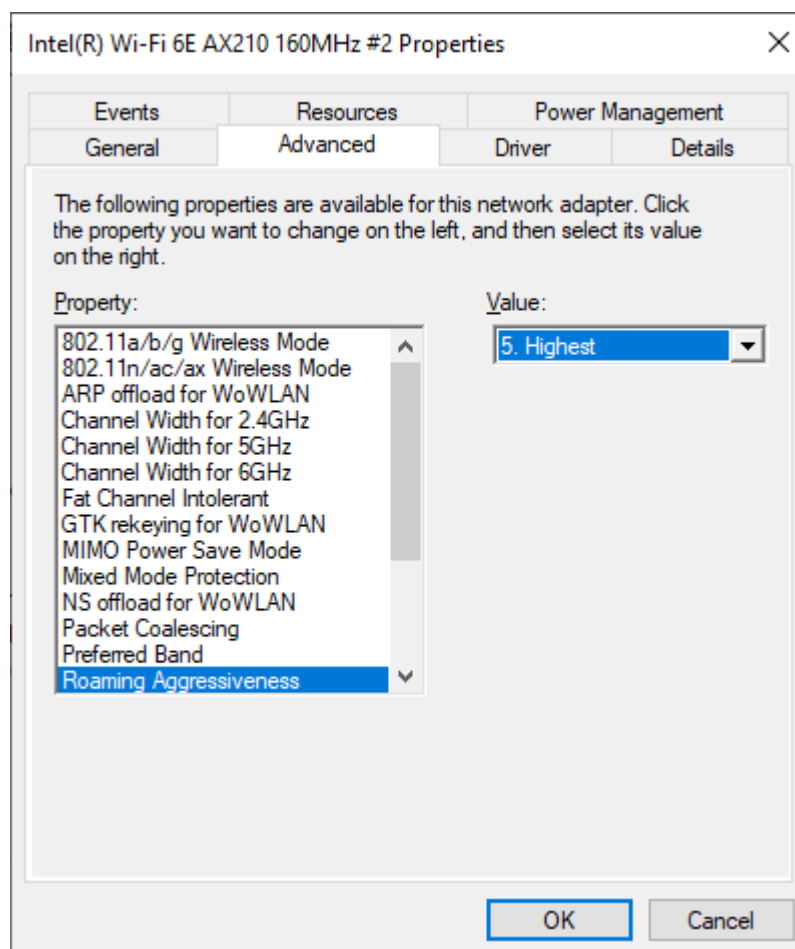 Intel(R) Wi-Fi 6E AX210 160MHz #2 Properties
Events Resources Power Management
General Advanced Driver Details
The following properties are available for this network adapter. Click
the property you want to change on the left, and then select its value
on the right.
Property: Value:
802.11a/b/g Wireless Mode 5. Highest
802.11n/ac/ax Wireless Mode
ARP offload for WoWLAN
Channel Width for 2.4GHz
Channel Width for 5GHz
Channel Width for 6GHz
Fat Channel Intolerant
GTK rekeying for WoWLAN
MIMO Power Save Mode
Mixed Mode Protection
NS offload for WoWLAN
Packet Coalescing
Preferred Band
Roaming Aggressiveness
OK Cancel